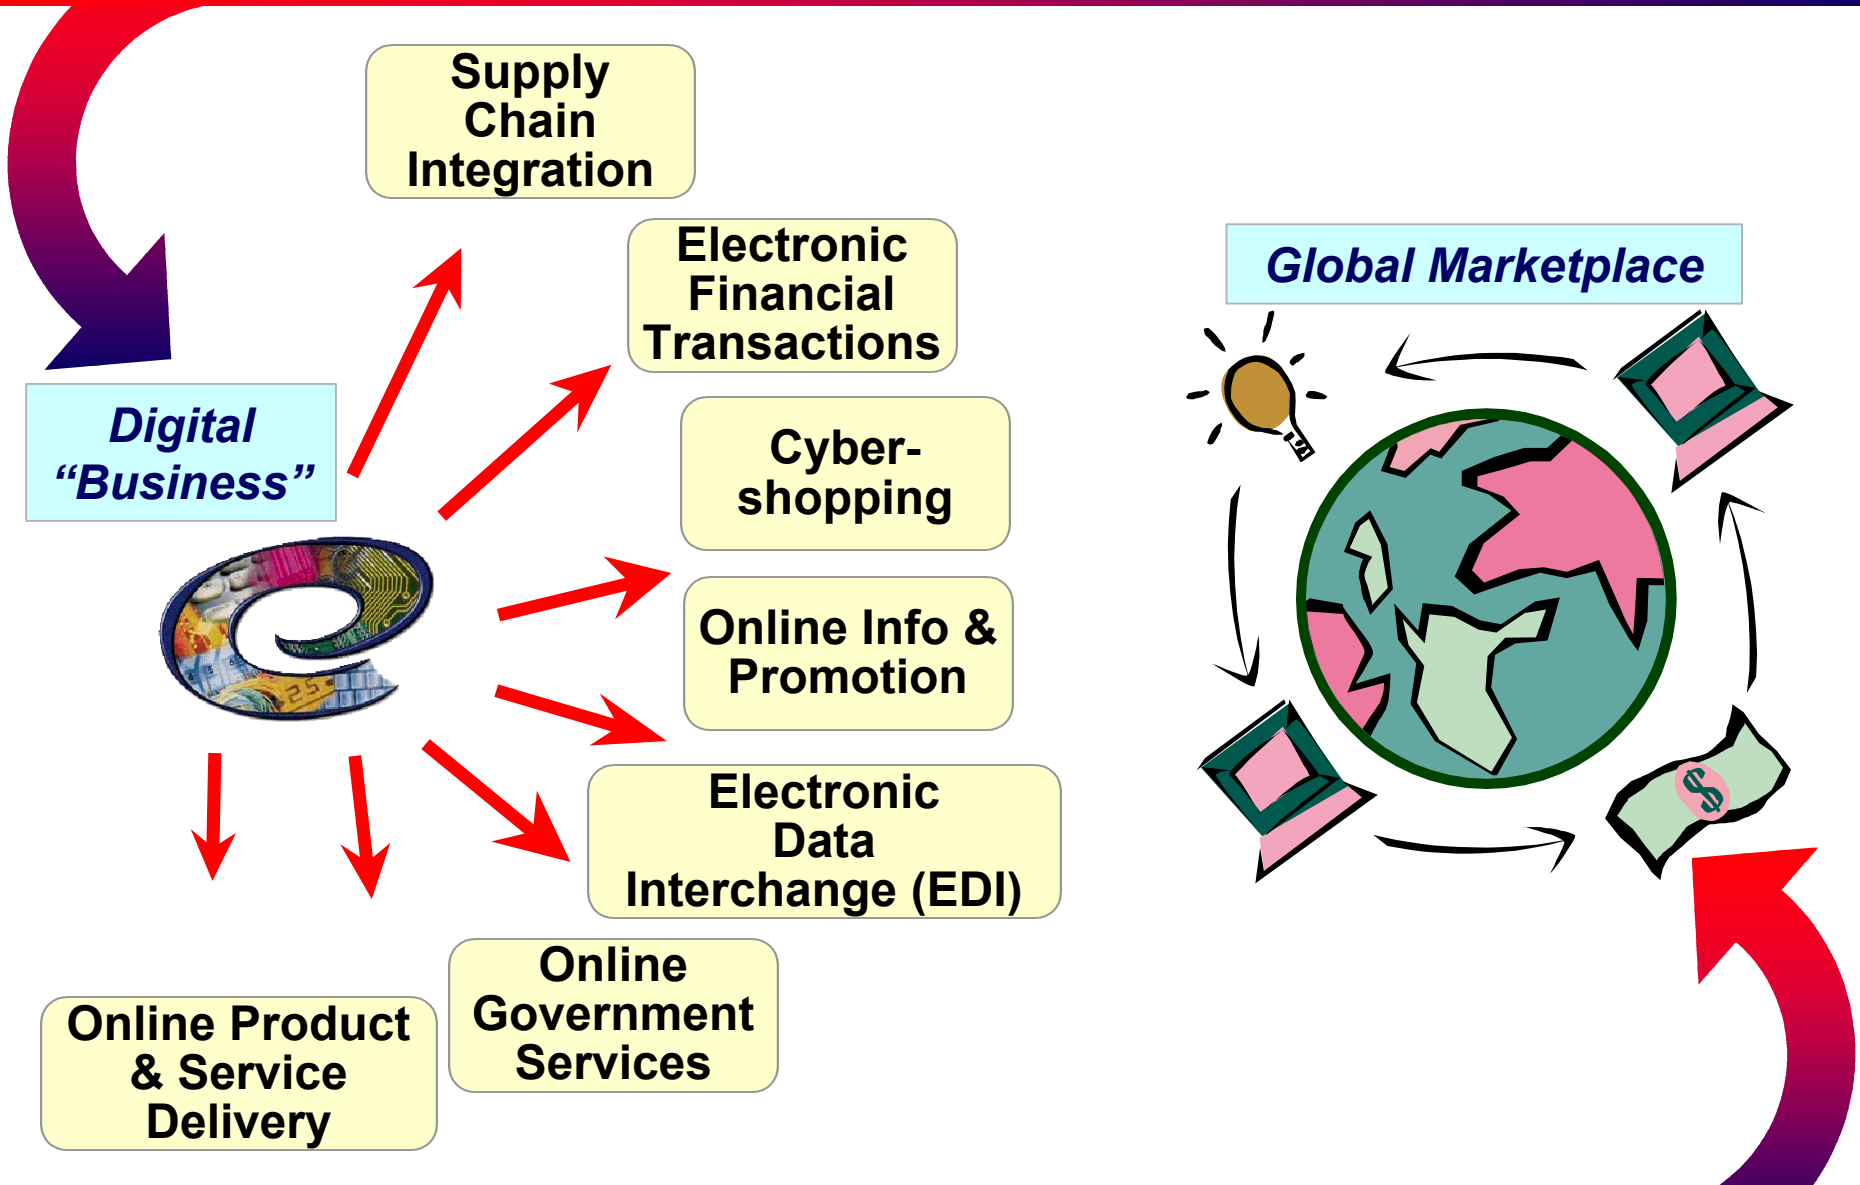 Supply
Chain
Integration
Electronic
Financial
Transactions
Global Marketplace
Digital
“Business”
Cyber-
shopping
Online Info &
Promotion
Electronic
Data
Interchange (EDI)
$
Online
Government
Services
Online Product
& Service
Delivery
25